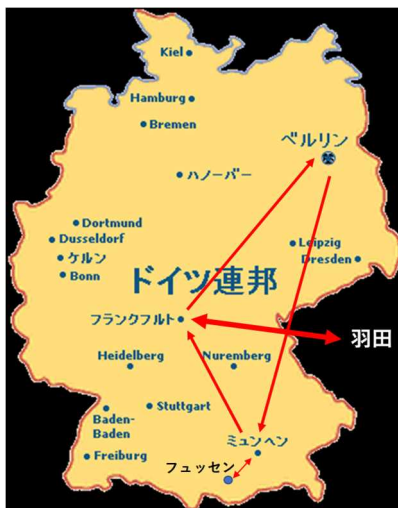 Kiel
Hamburg
Bremen
ベルリン
ハノーバー
Dortmund
Dusseldorf
ケルン
Bonn
Leipzig
Dresden
ドイツ連邦
フランクフルト
羽田
Heidelberg
Nuremberg
Stuttgart
Baden-
Baden
ミュンヘン
Freiburg
フュッセン